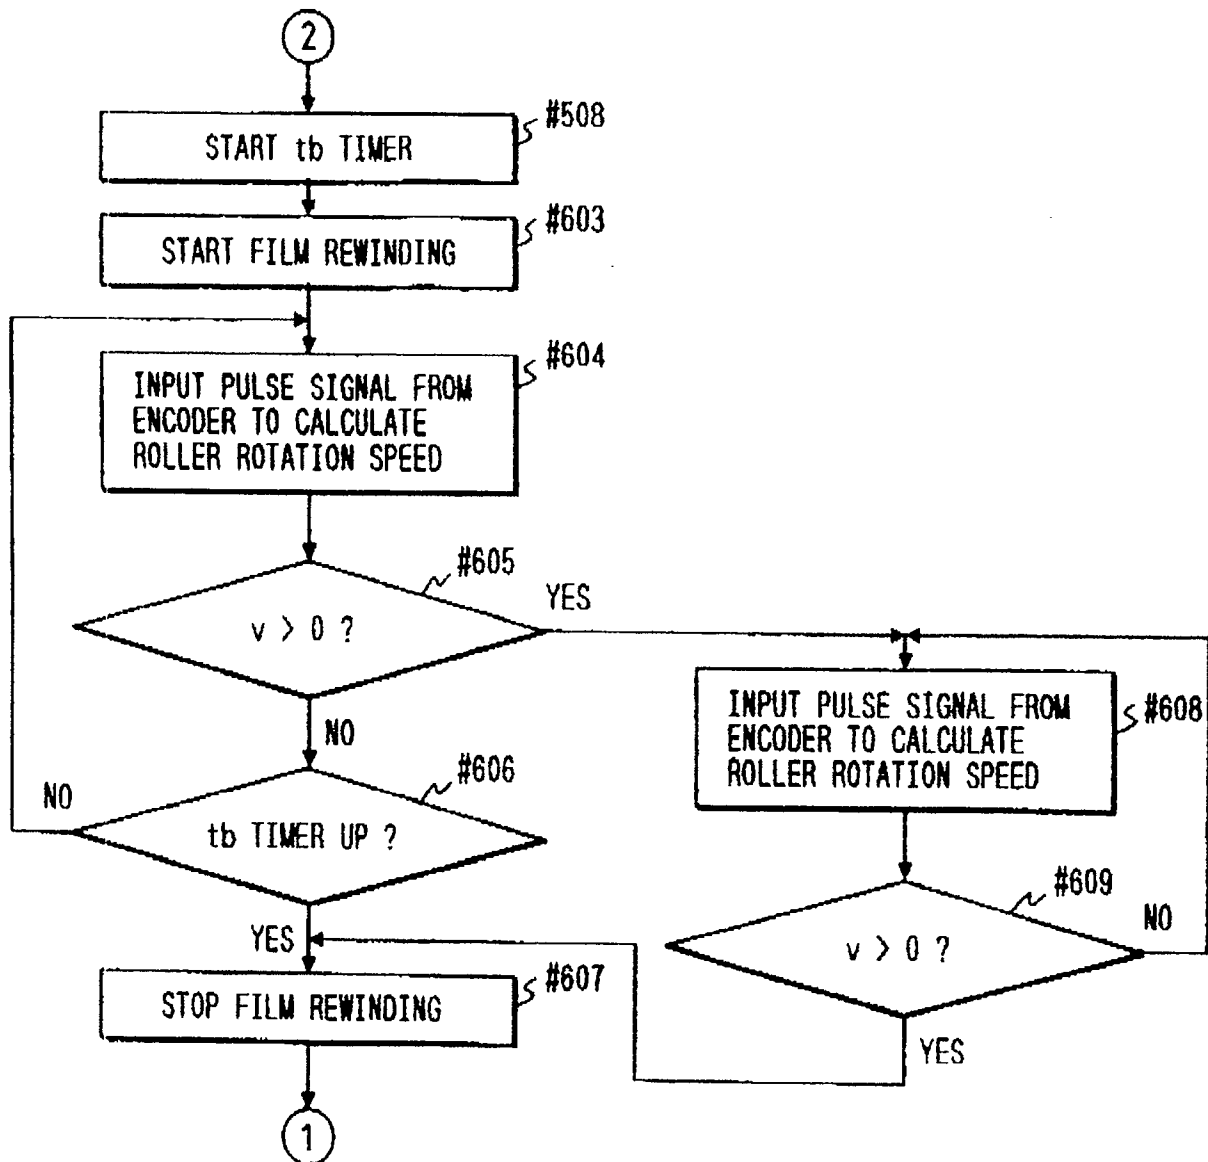 2
#508
START tb TIMER
#603
START FILM REWINDING
#604
INPUT PULSE SIGNAL FROM
ENCODER TO CALCULATE
ROLLER ROTATION SPEED
#605
v > 0 ?
YES
NO
#606
tb TIMER UP ?
NO
YES
#607
STOP FILM REWINDING
1
INPUT PULSE SIGNAL FROM
ENCODER TO CALCULATE
ROLLER ROTATION SPEED
#608
#609
v > 0 ?
NO
YES